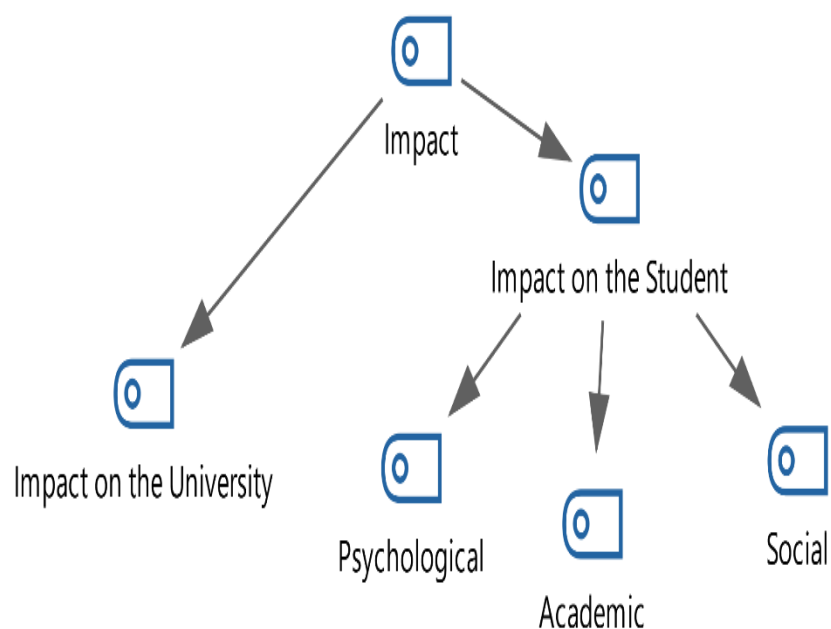 Impact
Impact on the Student
Impact on the University
Psychological
Social
Academic